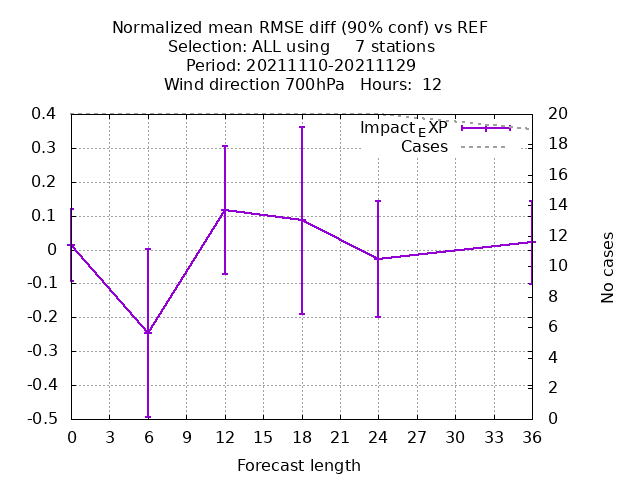 Normalized mean RMSE diff (90% conf) vs REF
Selection: ALL using     7 stations
Period: 20211110-20211129
Wind direction 700hPa   Hours:  12
0.4
0.3
0.2
0.1
0
-0.1
-0.2
-0.3
-0.4
-0.5
Impact_EXP
Cases
20
18
16
14
12
10
8
6
4
2
0
No cases
0 3 6 9 12 15 18 21 24 27 30 33 36
Forecast length